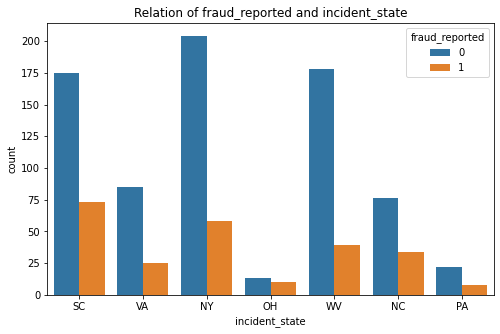 Relation of fraud_reported and incident_state
fraud_reported
0
1
count
200
175
150
125
100
75
50
25
0
SC VA NY OH WV NC PA
incident_state